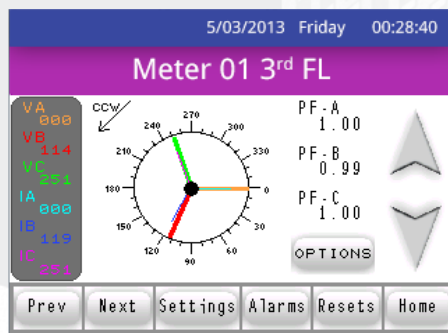 5/03/2013 Friday 00:28:40
Meter 01 3rd FL
VA
000
VB
114
VC
251
IA
000
IB
119
IC
251
CCW
270
240 300
210 330
180 0
150 30
120 60
90
PF-A
1.00
PF-B
0.99
PF-C
1.00
OPTIONS
Prev Next Settings Alarms Resets Home